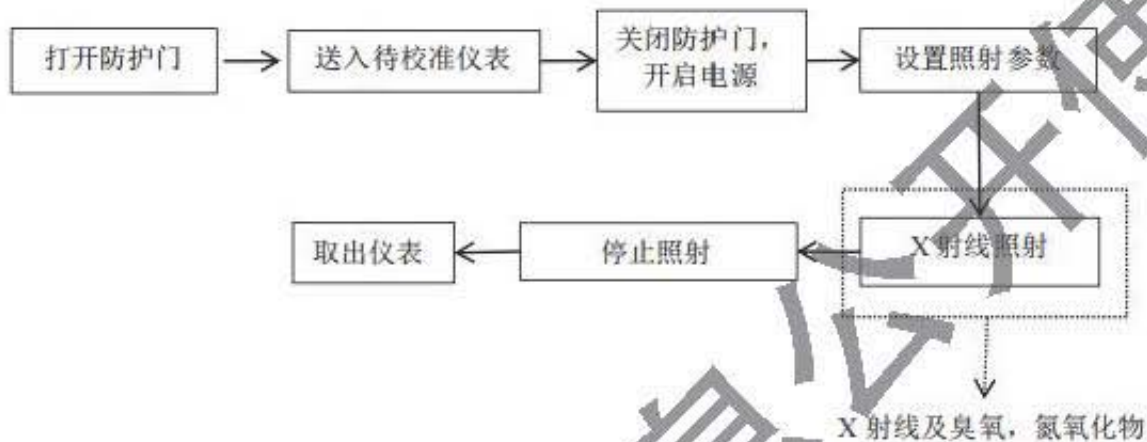 打开防护门
送入待校准仪表
关闭防护门，
开启电源
设置照射参数
X 射线照射
停止照射
取出仪表
X 射线及臭氧，氮氧化物
公开